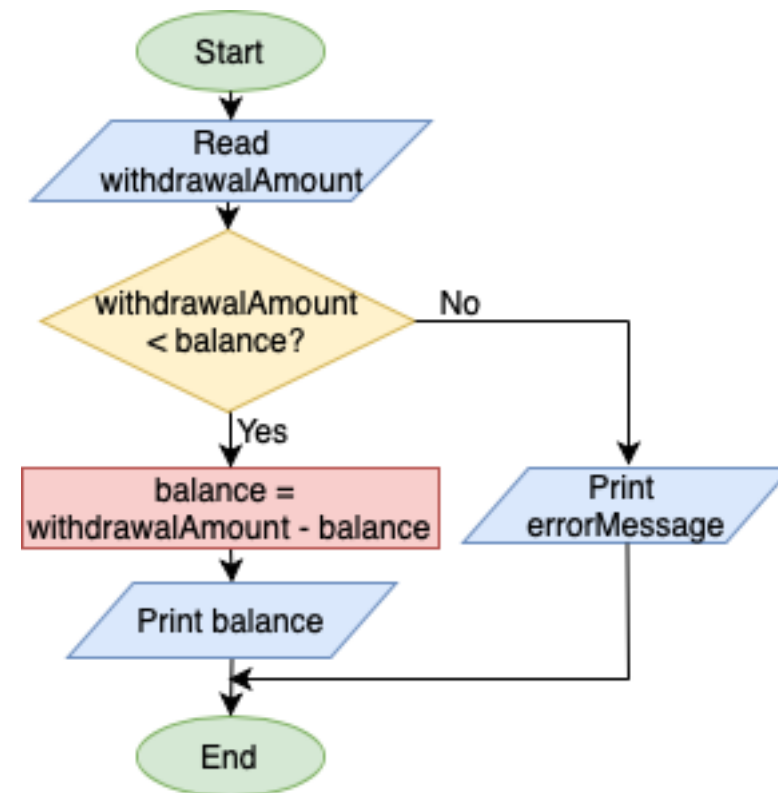 Start
Read
withdrawalAmount
withdrawalAmount
< balance?
No
Yes
balance =
withdrawalAmount - balance
Print
errorMessage
Print balance
End